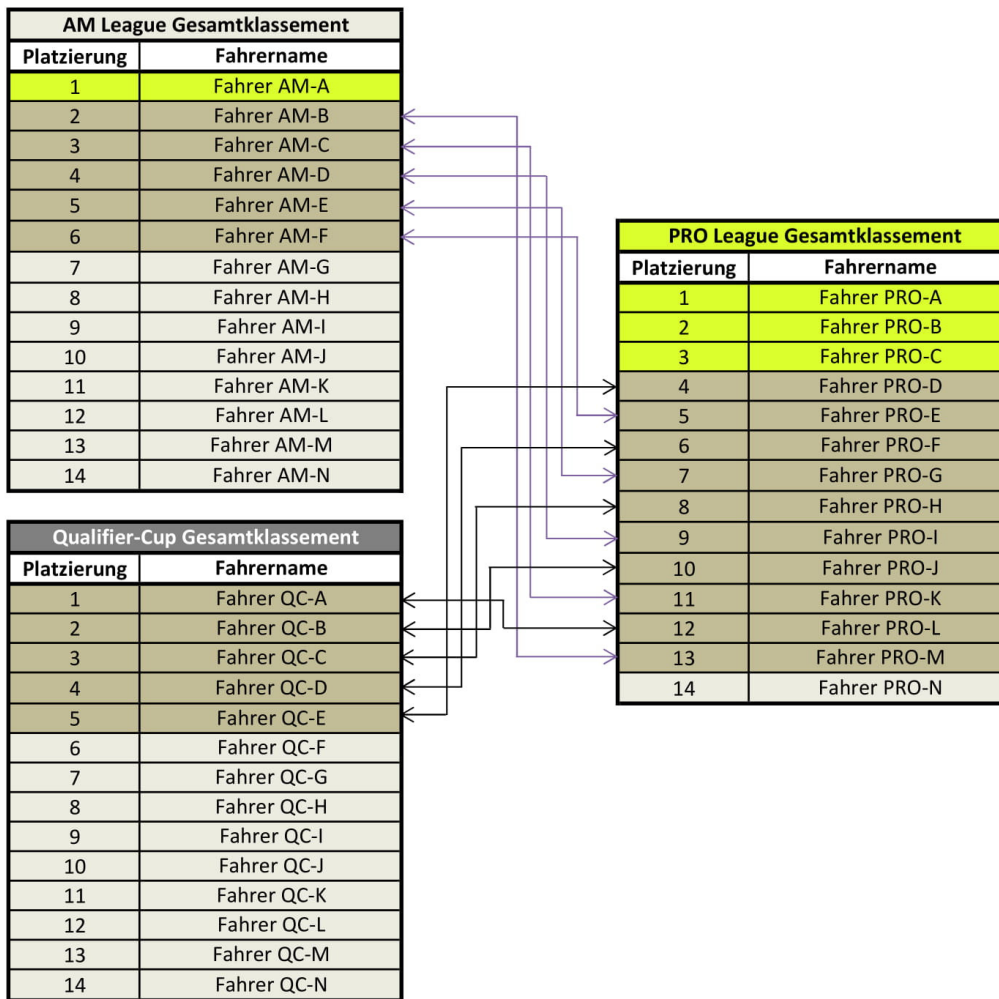 AM League Gesamtklassement
Platzierung Fahrername
1 Fahrer AM-A
2 Fahrer AM-B
3 Fahrer AM-C
4 Fahrer AM-D
5 Fahrer AM-E
6 Fahrer AM-F
7 Fahrer AM-G
8 Fahrer AM-H
9 Fahrer AM-I
10 Fahrer AM-J
11 Fahrer AM-K
12 Fahrer AM-L
13 Fahrer AM-M
14 Fahrer AM-N
Qualifier-Cup Gesamtklassement
Platzierung Fahrername
1 Fahrer QC-A
2 Fahrer QC-B
3 Fahrer QC-C
4 Fahrer QC-D
5 Fahrer QC-E
6 Fahrer QC-F
7 Fahrer QC-G
8 Fahrer QC-H
9 Fahrer QC-I
10 Fahrer QC-J
11 Fahrer QC-K
12 Fahrer QC-L
13 Fahrer QC-M
14 Fahrer QC-N
PRO League Gesamtklassement
Platzierung Fahrername
1 Fahrer PRO-A
2 Fahrer PRO-B
3 Fahrer PRO-C
4 Fahrer PRO-D
5 Fahrer PRO-E
6 Fahrer PRO-F
7 Fahrer PRO-G
8 Fahrer PRO-H
9 Fahrer PRO-I
10 Fahrer PRO-J
11 Fahrer PRO-K
12 Fahrer PRO-L
13 Fahrer PRO-M
14 Fahrer PRO-N